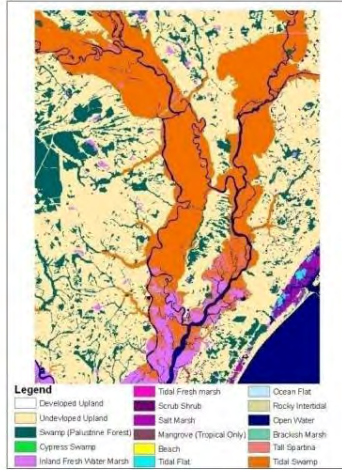 Legend
Developed Upland
Undevloped Upland
Swamp (Palustrine Forest)
Cypress Swamp
Inland Fresh Water Marsh
Tidal Fresh marsh
Scrub Shrub
Salt Marsh
Mangrove (Tropical Only)
Beach
Tidal Flat
Ocean Flat
Rocky Intertidal
Open Water
Brackish Marsh
Tall Spartina
Tidal Swamp